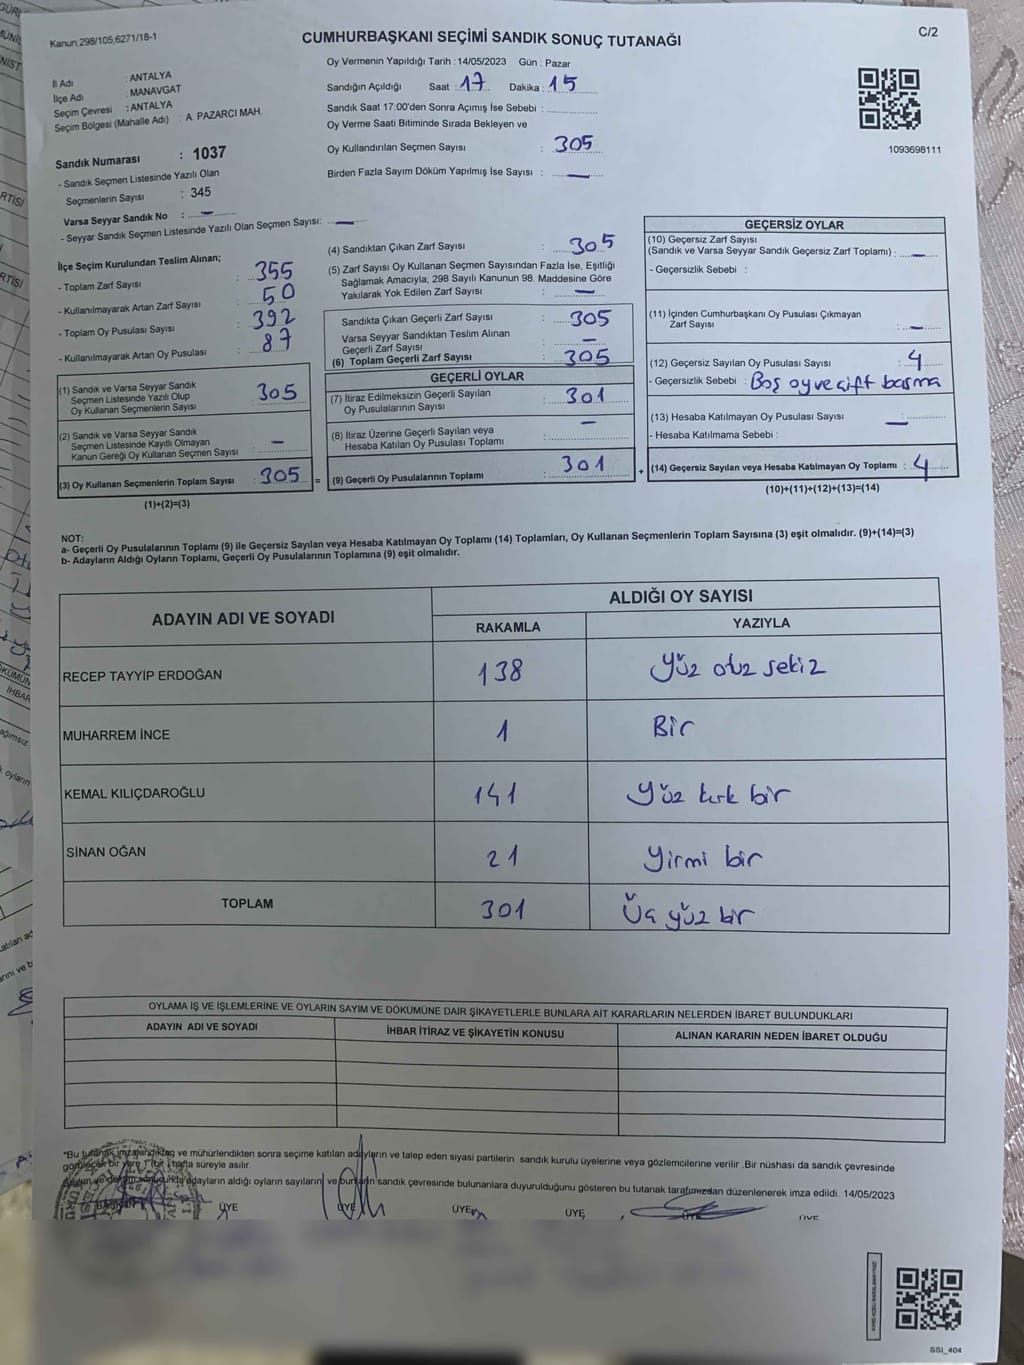 Kanun;298/105,6271/18-1
CUMHURBAŞKANI SEÇİMİ SANDIK SONUÇ TUTANAĞI
C/2
İl Adı : ANTALYA
İlçe Adı : MANAVGAT
Seçim Çevresi : ANTALYA
Seçim Bölgesi (Mahalle Adı) : A. PAZARCI MAH.
Sandık Numarası : 1037
- Sandık Seçmen Listesinde Yazılı Olan
Seçmenlerin Sayısı : 345
Varsa Seyyar Sandık No : —
- Seyyar Sandık Seçmen Listesinde Yazılı Olan Seçmen Sayısı: —
Oy Vermenin Yapıldığı Tarih :14/05/2023 Gün : Pazar
Sandığın Açıldığı Saat : 17 Dakika : 15
Sandık Saat 17:00'den Sonra Açımış İse Sebebi :
Oy Verme Saati Bitiminde Sırada Bekleyen ve
Oy Kullandırılan Seçmen Sayısı : 305
Birden Fazla Sayım Döküm Yapılmış İse Sayısı : —
1093698111
İlçe Seçim Kurulundan Teslim Alınan;
- Toplam Zarf Sayısı : 355
- Kullanılmayarak Artan Zarf Sayısı : 50
- Toplam Oy Pusulası Sayısı : 392
- Kullanılmayarak Artan Oy Pusulası : 87
(1) Sandık ve Varsa Seyyar Sandık
Seçmen Listesinde Yazılı Olup
Oy Kullanan Seçmenlerin Sayısı : 305
(2) Sandık ve Varsa Seyyar Sandık
Seçmen Listesinde Kayıtlı Olmayan
Kanun Gereği Oy Kullanan Seçmen Sayısı : —
(3) Oy Kullanan Seçmenlerin Toplam Sayısı : 305 =
(1)+(2)=(3)
(4) Sandıktan Çıkan Zarf Sayısı : 305
(5) Zarf Sayısı Oy Kullanan Seçmen Sayısından Fazla İse, Eşitliği
Sağlamak Amacıyla, 298 Sayılı Kanunun 98. Maddesine Göre
Yakılarak Yok Edilen Zarf Sayısı : —
Sandıkta Çıkan Geçerli Zarf Sayısı : 305
Varsa Seyyar Sandıktan Teslim Alınan
Geçerli Zarf Sayısı : —
(6) Toplam Geçerli Zarf Sayısı : 305
GEÇERLİ OYLAR
(7) İtiraz Edilmeksizin Geçerli Sayılan
Oy Pusulalarının Sayısı : 301
(8) İtiraz Üzerine Geçerli Sayılan veya
Hesaba Katılan Oy Pusulası Toplamı : —
(9) Geçerli Oy Pusulalarının Toplamı : 301 +
GEÇERSİZ OYLAR
(10) Geçersiz Zarf Sayısı
(Sandık ve Varsa Seyyar Sandık Geçersiz Zarf Toplamı) : —
- Geçersizlik Sebebi :
(11) İçinden Cumhurbaşkanı Oy Pusulası Çıkmayan
Zarf Sayısı : —
(12) Geçersiz Sayılan Oy Pusulası Sayısı : 4
- Geçersizlik Sebebi : Boş oy ve çift basma
(13) Hesaba Katılmayan Oy Pusulası Sayısı : —
- Hesaba Katılmama Sebebi :
(14) Geçersiz Sayılan veya Hesaba Katılmayan Oy Toplamı : 4
(10)+(11)+(12)+(13)=(14)
NOT:
a- Geçerli Oy Pusulalarının Toplamı (9) ile Geçersiz Sayılan veya Hesaba Katılmayan Oy Toplamı (14) Toplamları, Oy Kullanan Seçmenlerin Toplam Sayısına (3) eşit olmalıdır. (9)+(14)=(3)
b- Adayların Aldığı Oyların Toplamı, Geçerli Oy Pusulalarının Toplamına (9) eşit olmalıdır.
ADAYIN ADI VE SOYADI ALDIĞI OY SAYISI
RAKAMLA YAZIYLA
RECEP TAYYİP ERDOĞAN 138 Yüz otuz sekiz
MUHARREM İNCE 1 Bir
KEMAL KILIÇDAROĞLU 141 Yüz kırk bir
SİNAN OĞAN 21 Yirmi bir
TOPLAM 301 Üç yüz bir
OYLAMA İŞ VE İŞLEMLERİNE VE OYLARIN SAYIM VE DÖKÜMÜNE DAİR ŞİKAYETLERLE BUNLARA AİT KARARLARIN NELERDEN İBARET BULUNDUKLARI
ADAYIN ADI VE SOYADI İHBAR İTİRAZ VE ŞİKAYETİN KONUSU ALINAN KARARIN NEDEN İBARET OLDUĞU
"Bu tutanak imzalandıktan ve mühürlendikten sonra seçime katılan adayların ve talep eden siyasi partilerin sandık kurulu üyelerine veya gözlemcilerine verilir .Bir nüshası da sandık çevresinde
görülecek bir yere 1 (bir) hafta süreyle asılır.
Sayım ve döküm sonucunda adayların aldığı oyların sayılarını ve bunların sandık çevresinde bulunanlara duyurulduğunu gösteren bu tutanak tarafımızdan düzenlenerek imza edildi. 14/05/2023
BAŞKAN ÜYE ÜYE ÜYE ÜYE ÜYE ÜYE
SSI_404